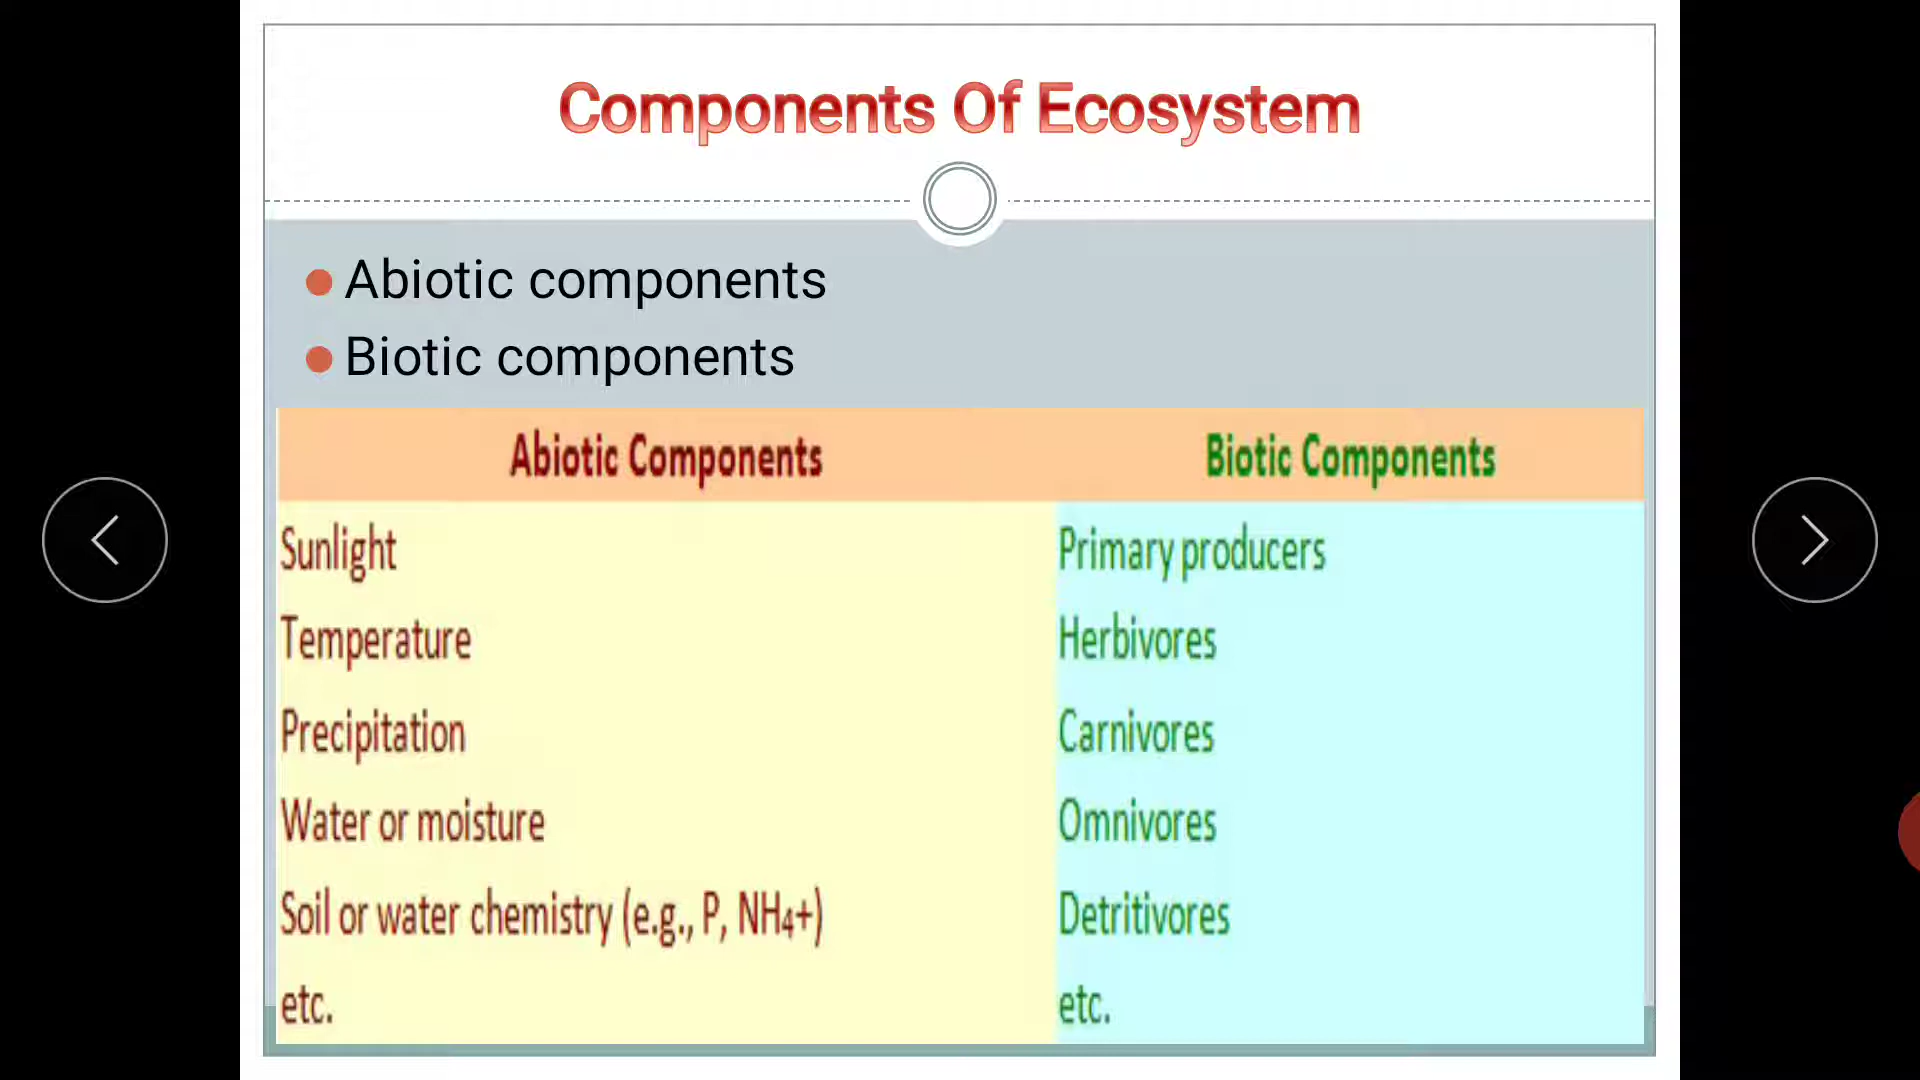 Components Of Ecosystem
Abiotic components
Biotic components
Abiotic Components Biotic Components
Sunlight Primary producers
Temperature Herbivores
Precipitation Carnivores
Water or moisture Omnivores
Soil or water chemistry (e.g., P, NH4+) Detritivores
etc. etc.